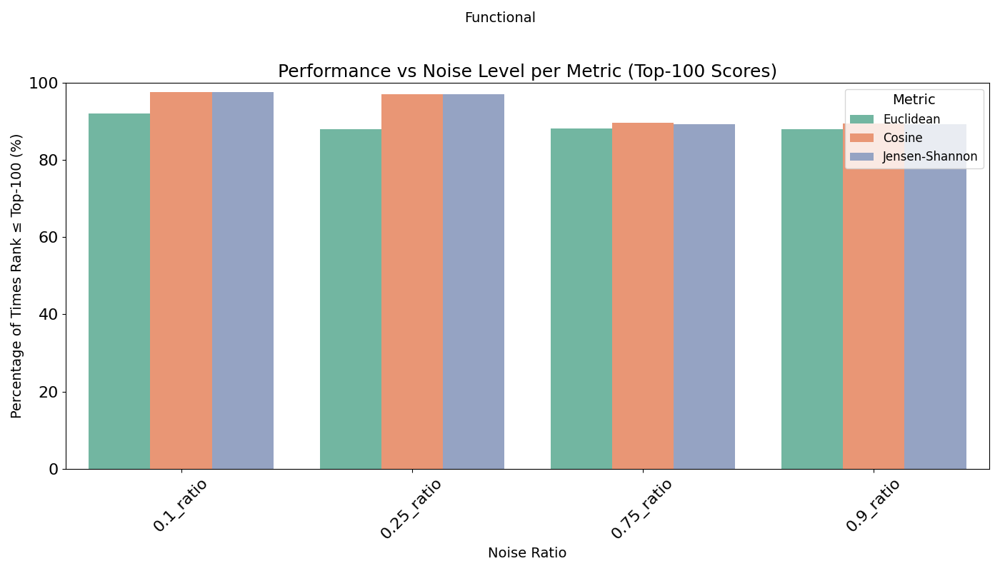 Functional
Performance vs Noise Level per Metric (Top-100 Scores)
Percentage of Times Rank ≤ Top-100 (%)
100
80
60
40
20
0
Metric
Euclidean
Cosine
Jensen-Shannon
0.1_ratio
0.25_ratio
0.75_ratio
0.9_ratio
Noise Ratio